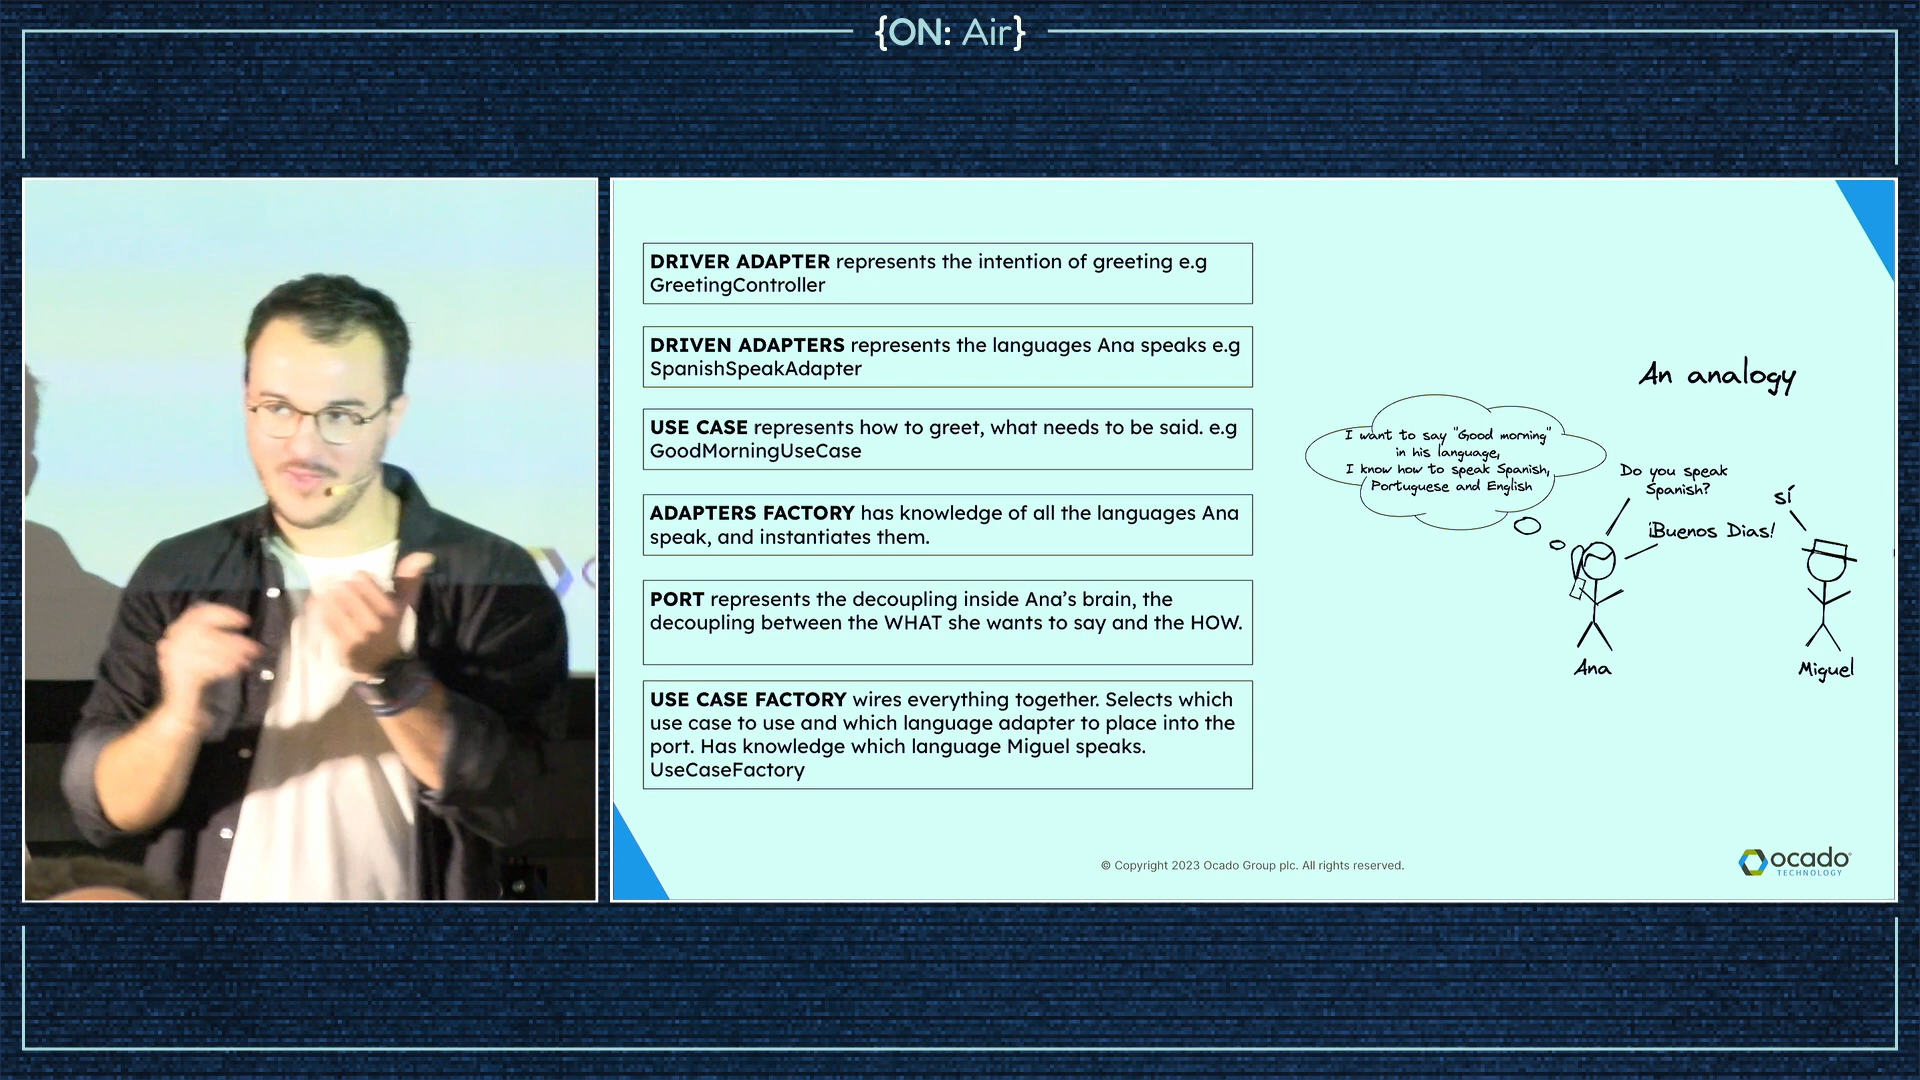 {ON: Air}
DRIVER ADAPTER represents the intention of greeting e.g
GreetingController
DRIVEN ADAPTERS represents the languages Ana speaks e.g
SpanishSpeakAdapter
USE CASE represents how to greet, what needs to be said. e.g
GoodMorningUseCase
ADAPTERS FACTORY has knowledge of all the languages Ana
speak, and instantiates them.
PORT represents the decoupling inside Ana’s brain, the
decoupling between the WHAT she wants to say and the HOW.
USE CASE FACTORY wires everything together. Selects which
use case to use and which language adapter to place into the
port. Has knowledge which language Miguel speaks.
UseCaseFactory
An analogy
I want to say "Good morning"
in his language,
I know how to speak Spanish,
Portuguese and English
Do you speak
Spanish?
sí
¡Buenos Dias!
Ana
Miguel
© Copyright 2023 Ocado Group plc. All rights reserved.
ocado
TECHNOLOGY